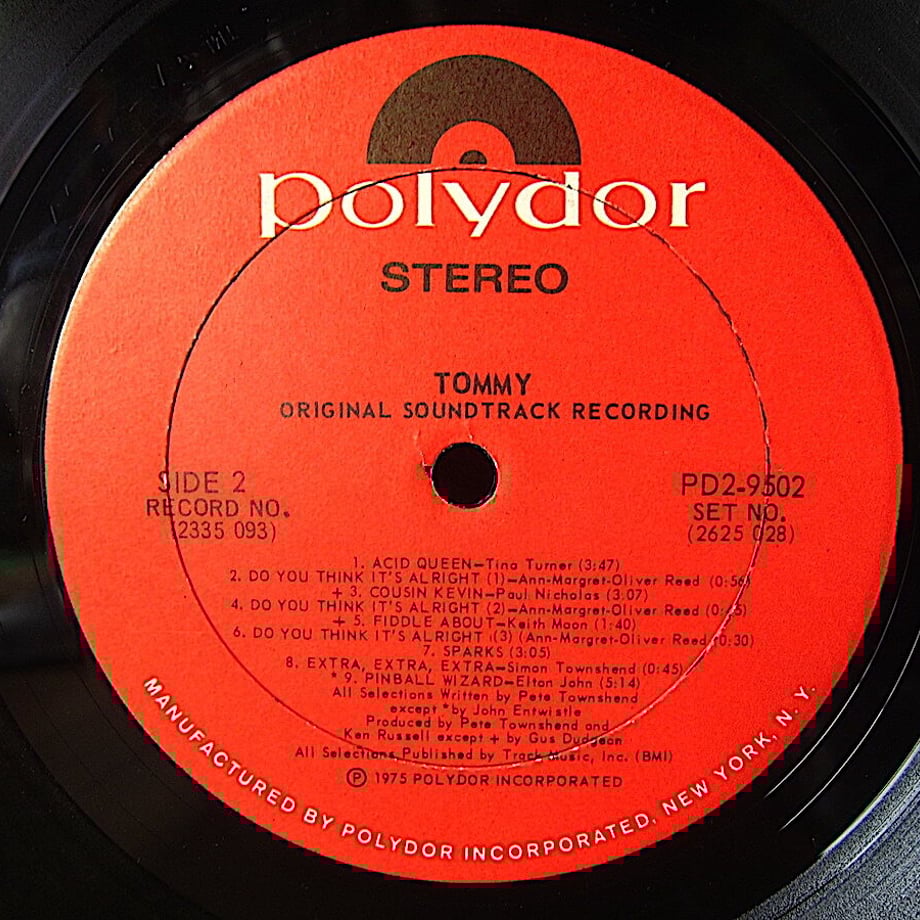 polydor
STEREO
TOMMY
ORIGINAL SOUNDTRACK RECORDING
SIDE 2
RECORD NO.
(2335 093)
PD2-9502
SET NO.
(2625 028)
1. ACID QUEEN—Tina Turner (3:47)
2. DO YOU THINK IT'S ALRIGHT (1)—Ann-Margret-Oliver Reed (0:56)
+ 3. COUSIN KEVIN—Paul Nicholas (3.07)
4. DO YOU THINK IT'S ALRIGHT (2)—Ann-Margret-Oliver Reed
+ 5. FIDDLE ABOUT—Keith Moon (1:40)
6. DO YOU THINK IT'S ALRIGHT (3) (Ann-Margret-Oliver Reed (0:30)
7. SPARKS (3:05)
8. EXTRA, EXTRA, EXTRA—Simon Townshend (0:45)
* 9. PINBALL WIZARD—Elton John (5:14)
All Selections Written by Pete Townshend
except * by John Entwistle
Produced by Pete Townshend and
Ken Russell except + by Gus Dudgeon
All Selections Published by Track Music, Inc. (BMI)
Ⓟ 1975 POLYDOR INCORPORATED
MANUFACTURED BY POLYDOR INCORPORATED, NEW YORK, N.Y.